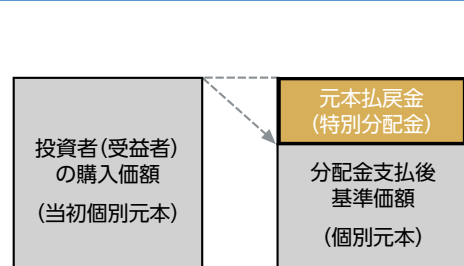 投資者(受益者)
の購入価額
(当初個別元本)
元本払戻金
(特別分配金)
分配金支払後
基準価額
(個別元本)